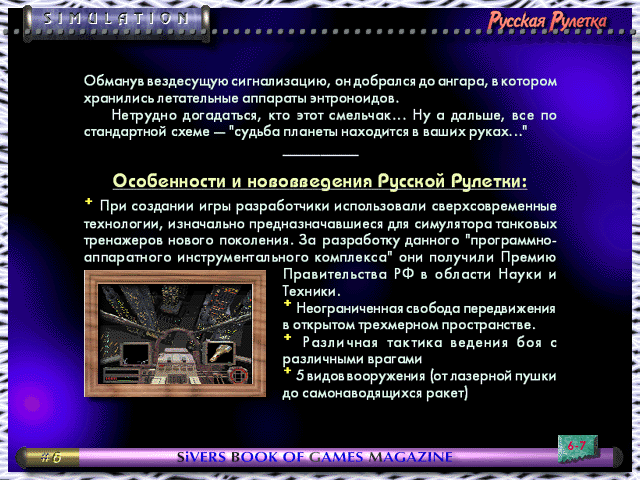 SIMULATION
Русская Рулетка
Обманув вездесущую сигнализацию, он добрался до ангара, в котором
хранились летательные аппараты энтроноидов.
Нетрудно догадаться, кто этот смельчак... Ну а дальше, все по
стандартной схеме — "судьба планеты находится в ваших руках..."
Особенности и нововведения Русской Рулетки:
+ При создании игры разработчики использовали сверхсовременные
технологии, изначально предназначавшиеся для симулятора танковых
тренажеров нового поколения. За разработку данного "программно-
аппаратного инструментального комплекса" они получили Премию
Правительства РФ в области Науки и
Техники.
+ Неограниченная свобода передвижения
в открытом трехмерном пространстве.
+ Различная тактика ведения боя с
различными врагами
+ 5 видов вооружения (от лазерной пушки
до самонаводящихся ракет)
#6
SiVERS BOOK OF GAMES MAGAZINE
6-7